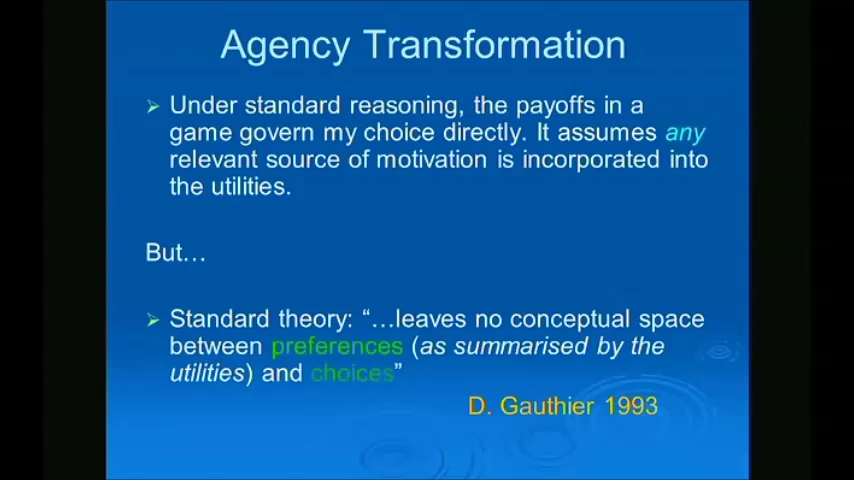 Agency Transformation
Under standard reasoning, the payoffs in a
game govern my choice directly. It assumes any
relevant source of motivation is incorporated into
the utilities.
But…
Standard theory: “…leaves no conceptual space
between preferences (as summarised by the
utilities) and choices”
D. Gauthier 1993